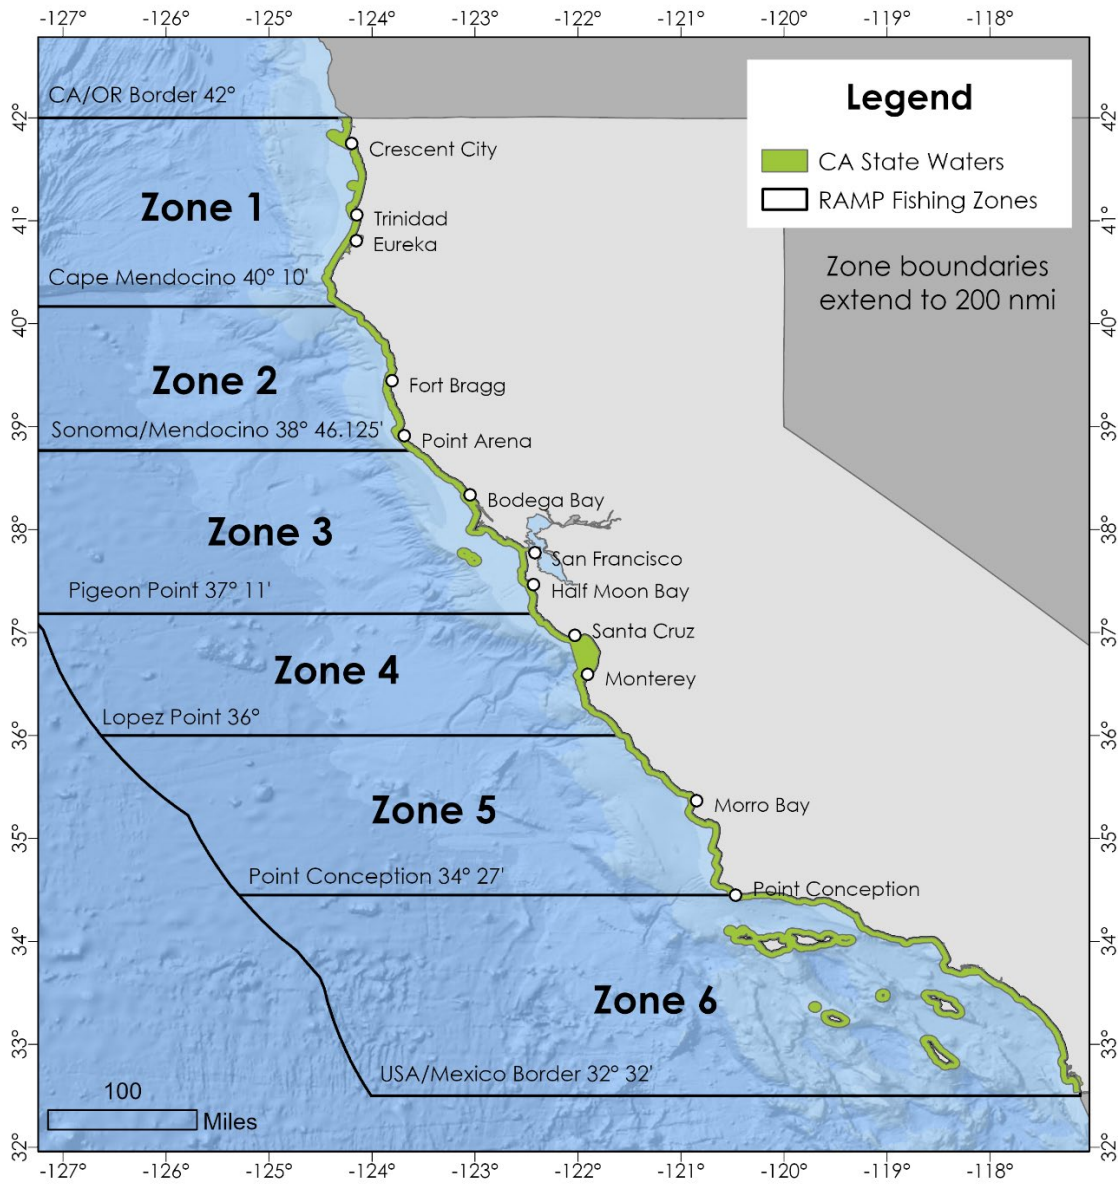 -127° -126° -125° -124° -123° -122° -121° -120° -119° -118°
CA/OR Border 42°
Legend
CA State Waters
RAMP Fishing Zones
Zone boundaries
extend to 200 nmi
42° 42°
Crescent City
Zone 1
Trinidad
41° 41°
Eureka
Cape Mendocino 40° 10'
40° 40°
Zone 2
Fort Bragg
Sonoma/Mendocino 38° 46.125'
Point Arena
39° 39°
Bodega Bay
Zone 3
38° 38°
San Francisco
Pigeon Point 37° 11'
Half Moon Bay
37° 37°
Santa Cruz
Zone 4
Monterey
Lopez Point 36°
36° 36°
Zone 5
Morro Bay
35° 35°
Point Conception 34° 27'
Point Conception
34° 34°
Zone 6
33° 33°
USA/Mexico Border 32° 32'
100
Miles
32° 32°
-127° -126° -125° -124° -123° -122° -121° -120° -119° -118°